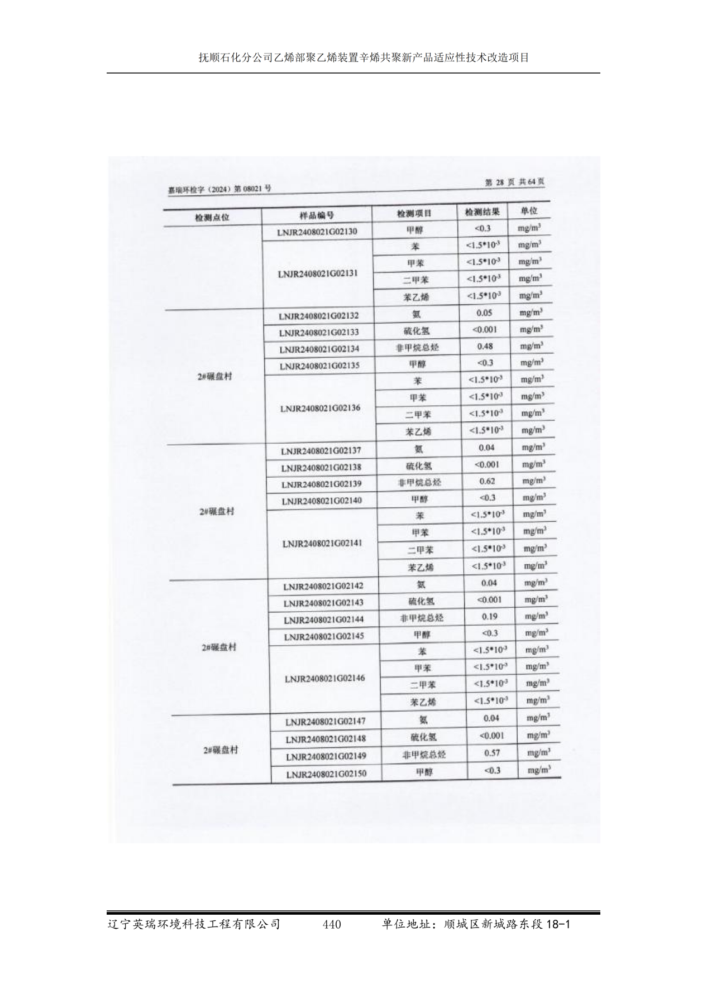 抚顺石化分公司乙烯部聚乙烯装置辛烯共聚新产品适应性技术改造项目
嘉瑞环检字（2024）第 08021 号
第 28 页 共 64 页
检测点位 样品编号 检测项目 检测结果 单位
LNJR2408021G02130 甲醇 <0.3 mg/m³
LNJR2408021G02131 苯 <1.5*10⁻³ mg/m³
甲苯 <1.5*10⁻³ mg/m³
二甲苯 <1.5*10⁻³ mg/m³
苯乙烯 <1.5*10⁻³ mg/m³
2#碾盘村 LNJR2408021G02132 氨 0.05 mg/m³
LNJR2408021G02133 硫化氢 <0.001 mg/m³
LNJR2408021G02134 非甲烷总烃 0.48 mg/m³
LNJR2408021G02135 甲醇 <0.3 mg/m³
LNJR2408021G02136 苯 <1.5*10⁻³ mg/m³
甲苯 <1.5*10⁻³ mg/m³
二甲苯 <1.5*10⁻³ mg/m³
苯乙烯 <1.5*10⁻³ mg/m³
2#碾盘村 LNJR2408021G02137 氨 0.04 mg/m³
LNJR2408021G02138 硫化氢 <0.001 mg/m³
LNJR2408021G02139 非甲烷总烃 0.62 mg/m³
LNJR2408021G02140 甲醇 <0.3 mg/m³
LNJR2408021G02141 苯 <1.5*10⁻³ mg/m³
甲苯 <1.5*10⁻³ mg/m³
二甲苯 <1.5*10⁻³ mg/m³
苯乙烯 <1.5*10⁻³ mg/m³
2#碾盘村 LNJR2408021G02142 氨 0.04 mg/m³
LNJR2408021G02143 硫化氢 <0.001 mg/m³
LNJR2408021G02144 非甲烷总烃 0.19 mg/m³
LNJR2408021G02145 甲醇 <0.3 mg/m³
LNJR2408021G02146 苯 <1.5*10⁻³ mg/m³
甲苯 <1.5*10⁻³ mg/m³
二甲苯 <1.5*10⁻³ mg/m³
苯乙烯 <1.5*10⁻³ mg/m³
2#碾盘村 LNJR2408021G02147 氨 0.04 mg/m³
LNJR2408021G02148 硫化氢 <0.001 mg/m³
LNJR2408021G02149 非甲烷总烃 0.57 mg/m³
LNJR2408021G02150 甲醇 <0.3 mg/m³
辽宁英瑞环境科技工程有限公司 440 单位地址：顺城区新城路东段 18-1